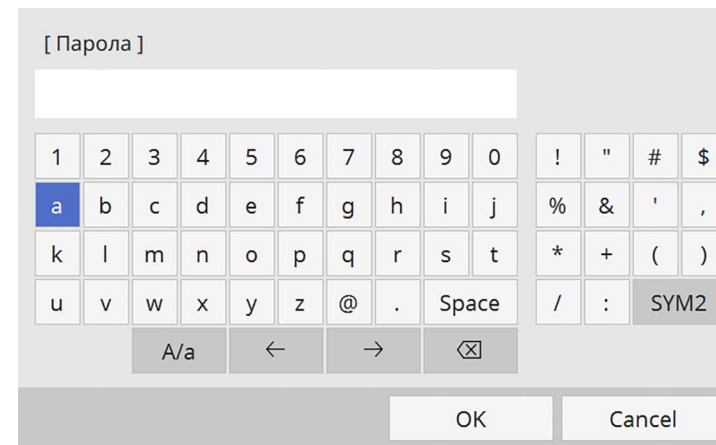 [ Парола ]
1 2 3 4 5 6 7 8 9 0 ! " # $
a b c d e f g h i j % & ' ,
k l m n o p q r s t * + ( )
u v w x y z @ . Space / : SYM2
A/a ← → ⌫
OK Cancel